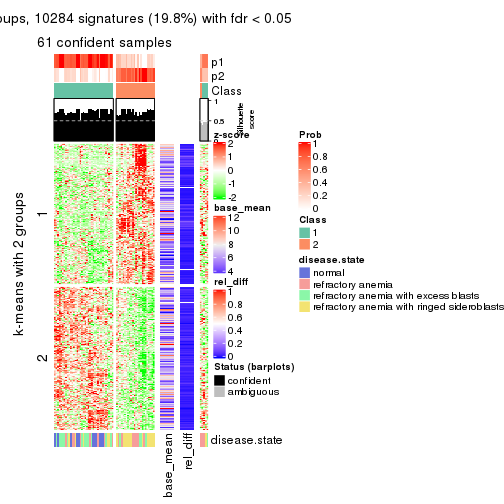 oups, 10284 signatures (19.8%) with fdr < 0.05
61 confident samples
p1
p2
Class
1
0.5
0
Silhouette
score
k-means with 2 groups
1
2
z-score
2
1
0
-1
-2
base_mean
12
10
8
6
4
rel_diff
1
0.8
0.6
0.4
0.2
0
Status (barplots)
confident
ambiguous
disease.state
base_mean
rel_diff
Prob
1
0.8
0.6
0.4
0.2
0
Class
1
2
disease.state
normal
refractory anemia
refractory anemia with excess blasts
refractory anemia with ringed sideroblasts